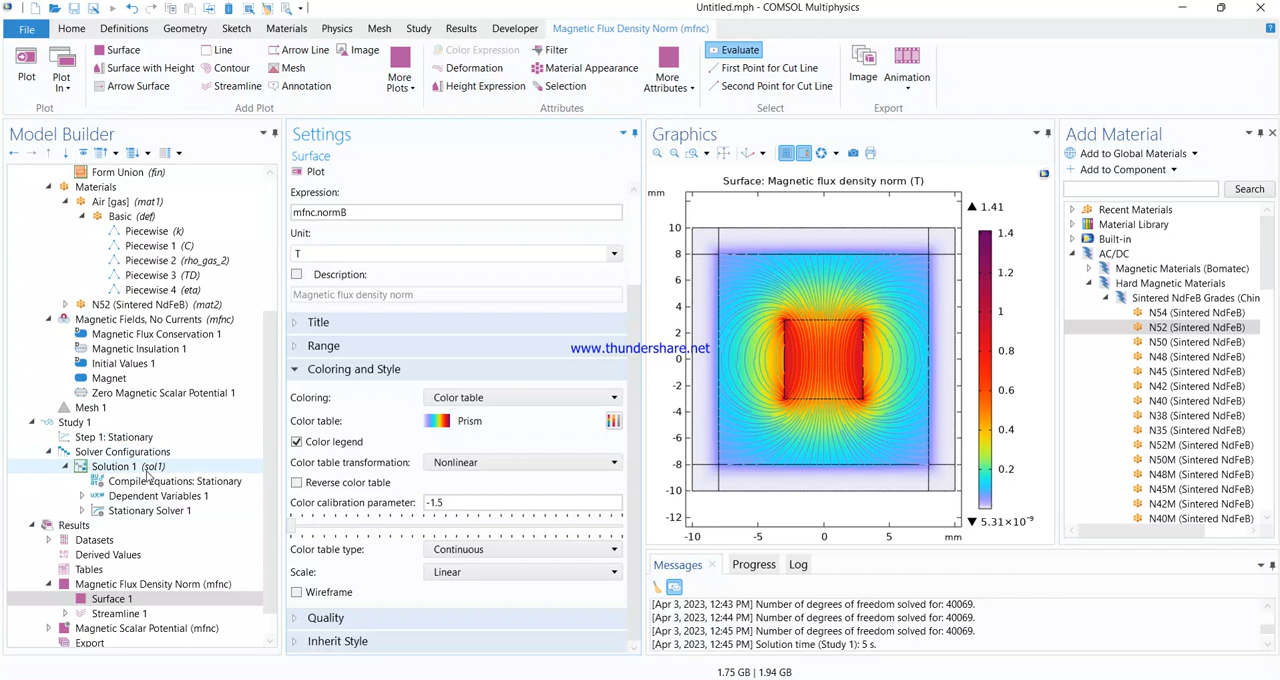 Untitled.mph - COMSOL Multiphysics
File Home Definitions Geometry Sketch Materials Physics Mesh Study Results Developer Magnetic Flux Density Norm (mfnc)
Plot
Plot In
Plot
Surface
Surface with Height
Arrow Surface
Line
Contour
Streamline
Arrow Line
Mesh
Annotation
Image
More Plots
Add Plot
Color Expression
Deformation
Height Expression
Filter
Material Appearance
Selection
More Attributes
Attributes
Evaluate
First Point for Cut Line
Second Point for Cut Line
Select
Image
Animation
Export
Model Builder
Form Union (fin)
Materials
Air [gas] (mat1)
Basic (def)
Piecewise (k)
Piecewise 1 (C)
Piecewise 2 (rho_gas_2)
Piecewise 3 (TD)
Piecewise 4 (eta)
N52 (Sintered NdFeB) (mat2)
Magnetic Fields, No Currents (mfnc)
Magnetic Flux Conservation 1
Magnetic Insulation 1
Initial Values 1
Magnet
Zero Magnetic Scalar Potential 1
Mesh 1
Study 1
Step 1: Stationary
Solver Configurations
Solution 1 (sol1)
Compile Equations: Stationary
Dependent Variables 1
Stationary Solver 1
Results
Datasets
Derived Values
Tables
Magnetic Flux Density Norm (mfnc)
Surface 1
Streamline 1
Magnetic Scalar Potential (mfnc)
Export
Settings
Surface
Plot
Expression:
mfnc.normB
Unit:
T
Description:
Magnetic flux density norm
Title
Range
Coloring and Style
Coloring: Color table
Color table: Prism
Color legend
Color table transformation: Nonlinear
Reverse color table
Color calibration parameter: -1.5
Color table type: Continuous
Scale: Linear
Wireframe
Quality
Inherit Style
www.thundershare.net
Graphics
Surface: Magnetic flux density norm (T)
mm
10
8
6
4
2
0
-2
-4
-6
-8
-10
-12
-10 -5 0 5 mm
▲ 1.41
1.4
1.2
1
0.8
0.6
0.4
0.2
▼ 5.31×10⁻⁹
Messages Progress Log
[Apr 3, 2023, 12:43 PM] Number of degrees of freedom solved for: 40069.
[Apr 3, 2023, 12:44 PM] Number of degrees of freedom solved for: 40069.
[Apr 3, 2023, 12:45 PM] Number of degrees of freedom solved for: 40069.
[Apr 3, 2023, 12:45 PM] Solution time (Study 1): 5 s.
Add Material
Add to Global Materials
Add to Component
Search
Recent Materials
Material Library
Built-in
AC/DC
Magnetic Materials (Bomatec)
Hard Magnetic Materials
Sintered NdFeB Grades (Chin
N54 (Sintered NdFeB)
N52 (Sintered NdFeB)
N50 (Sintered NdFeB)
N48 (Sintered NdFeB)
N45 (Sintered NdFeB)
N42 (Sintered NdFeB)
N40 (Sintered NdFeB)
N38 (Sintered NdFeB)
N35 (Sintered NdFeB)
N52M (Sintered NdFeB)
N50M (Sintered NdFeB)
N48M (Sintered NdFeB)
N45M (Sintered NdFeB)
N42M (Sintered NdFeB)
N40M (Sintered NdFeB)
1.75 GB | 1.94 GB